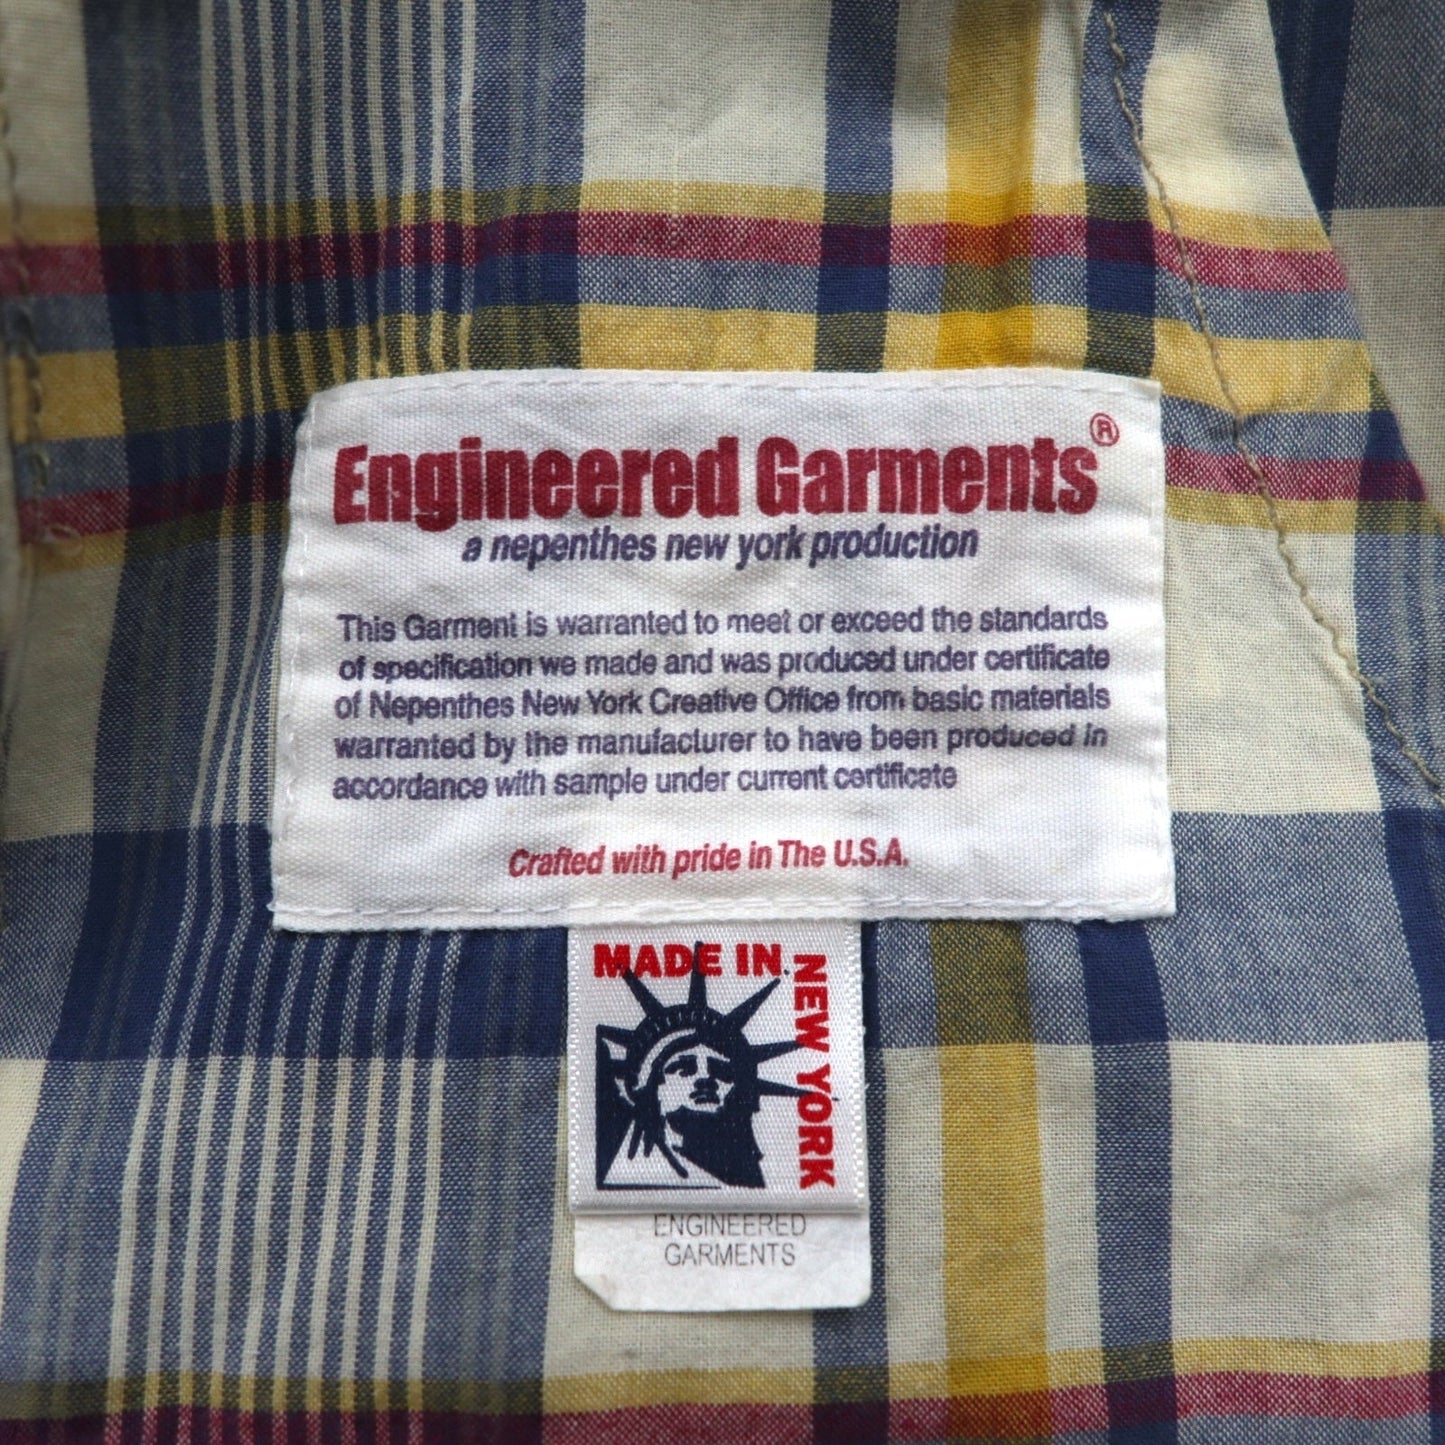 Engineered Garments®
a nepenthes new york production
This Garment is warranted to meet or exceed the standards
of specification we made and was produced under certificate
of Nepenthes New York Creative Office from basic materials
warranted by the manufacturer to have been produced in
accordance with sample under current certificate
Crafted with pride in The U.S.A.
MADE IN
NEW YORK
ENGINEERED
GARMENTS